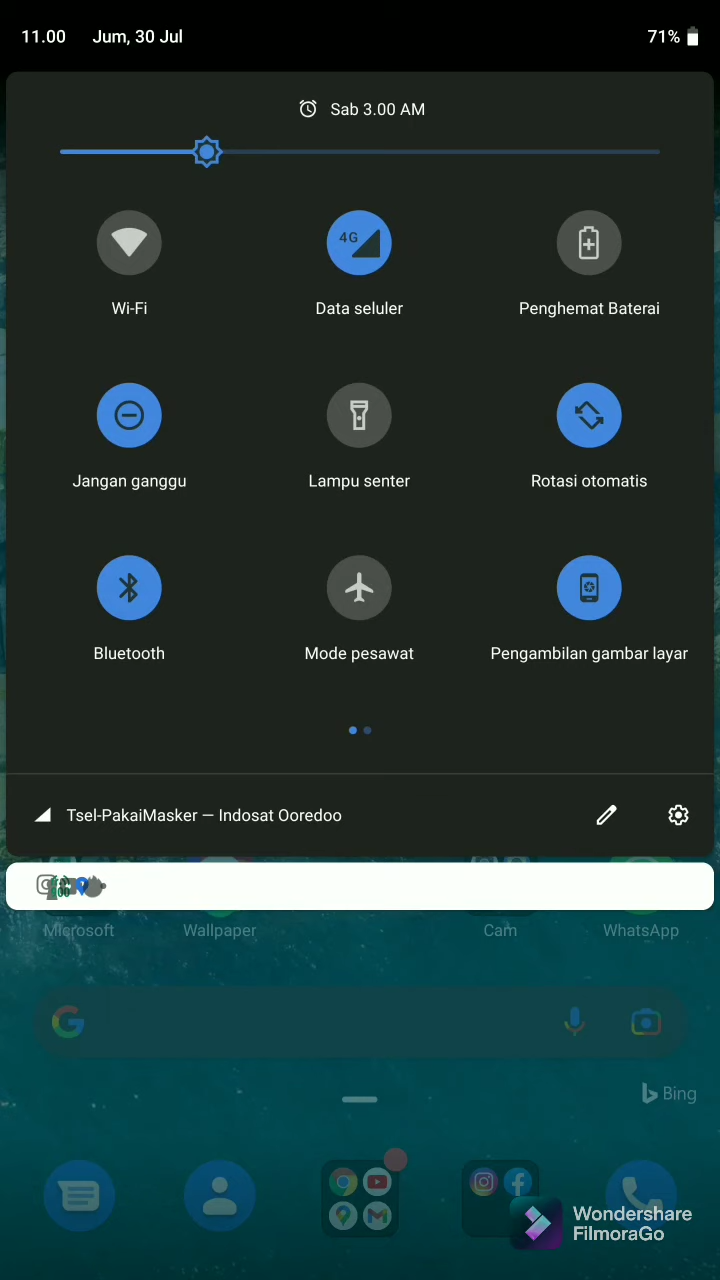 11.00 Jum, 30 Jul 71%
Sab 3.00 AM
4G
Wi-Fi Data seluler Penghemat Baterai
Jangan ganggu Lampu senter Rotasi otomatis
Bluetooth Mode pesawat Pengambilan gambar layar
Tsel-PakaiMasker — Indosat Ooredoo
Microsoft Wallpaper Cam WhatsApp
Bing
Wondershare
FilmoraGo